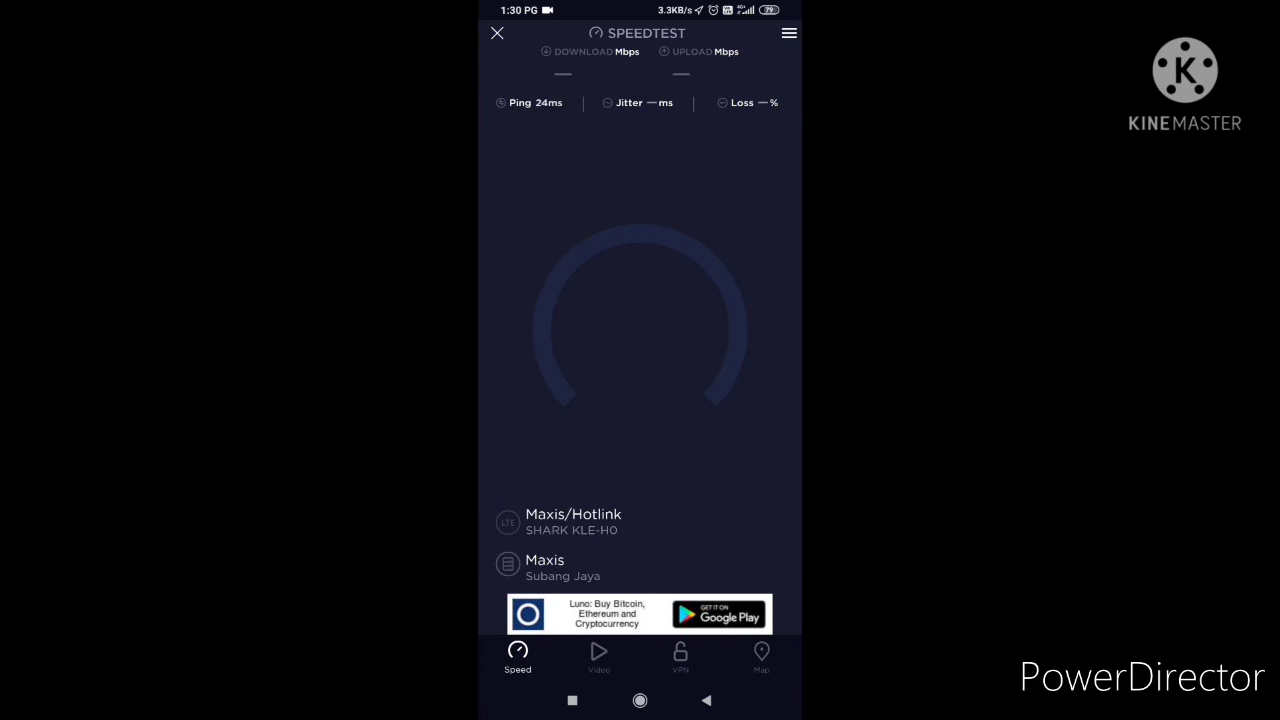 1:30 PG 3.3KB/s 4G+ 79
SPEEDTEST
DOWNLOAD Mbps UPLOAD Mbps
— —
Ping 24ms Jitter — ms Loss — %
K
KINEMASTER
Maxis/Hotlink
LTE
SHARK KLE-H0
Maxis
Subang Jaya
Luno: Buy Bitcoin,
Ethereum and
Cryptocurrency
GET IT ON
Google Play
Speed Video VPN Map
PowerDirector